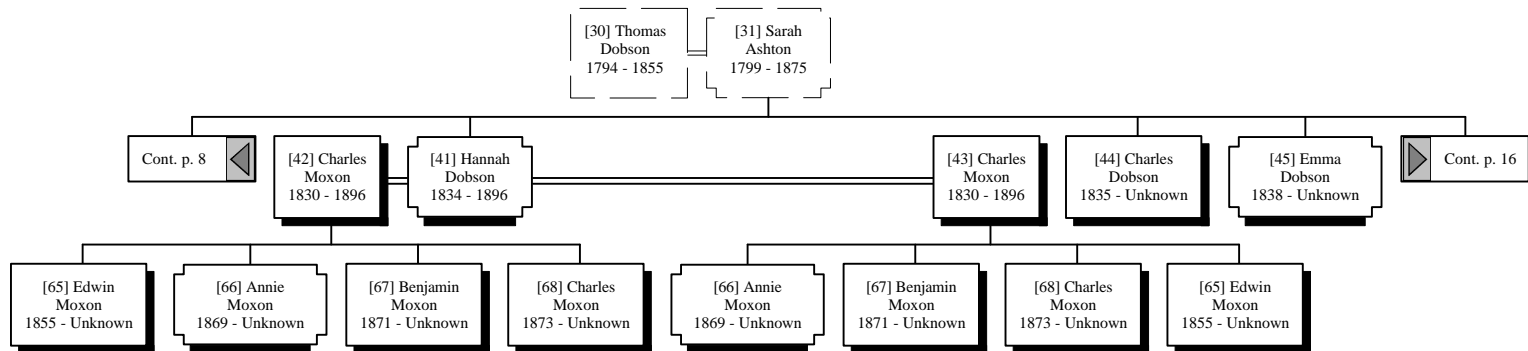 [30] Thomas
Dobson
1794 - 1855
[31] Sarah
Ashton
1799 - 1875
Cont. p. 8
[42] Charles
Moxon
1830 - 1896
[41] Hannah
Dobson
1834 - 1896
[43] Charles
Moxon
1830 - 1896
[44] Charles
Dobson
1835 - Unknown
[45] Emma
Dobson
1838 - Unknown
Cont. p. 16
[65] Edwin
Moxon
1855 - Unknown
[66] Annie
Moxon
1869 - Unknown
[67] Benjamin
Moxon
1871 - Unknown
[68] Charles
Moxon
1873 - Unknown
[66] Annie
Moxon
1869 - Unknown
[67] Benjamin
Moxon
1871 - Unknown
[68] Charles
Moxon
1873 - Unknown
[65] Edwin
Moxon
1855 - Unknown